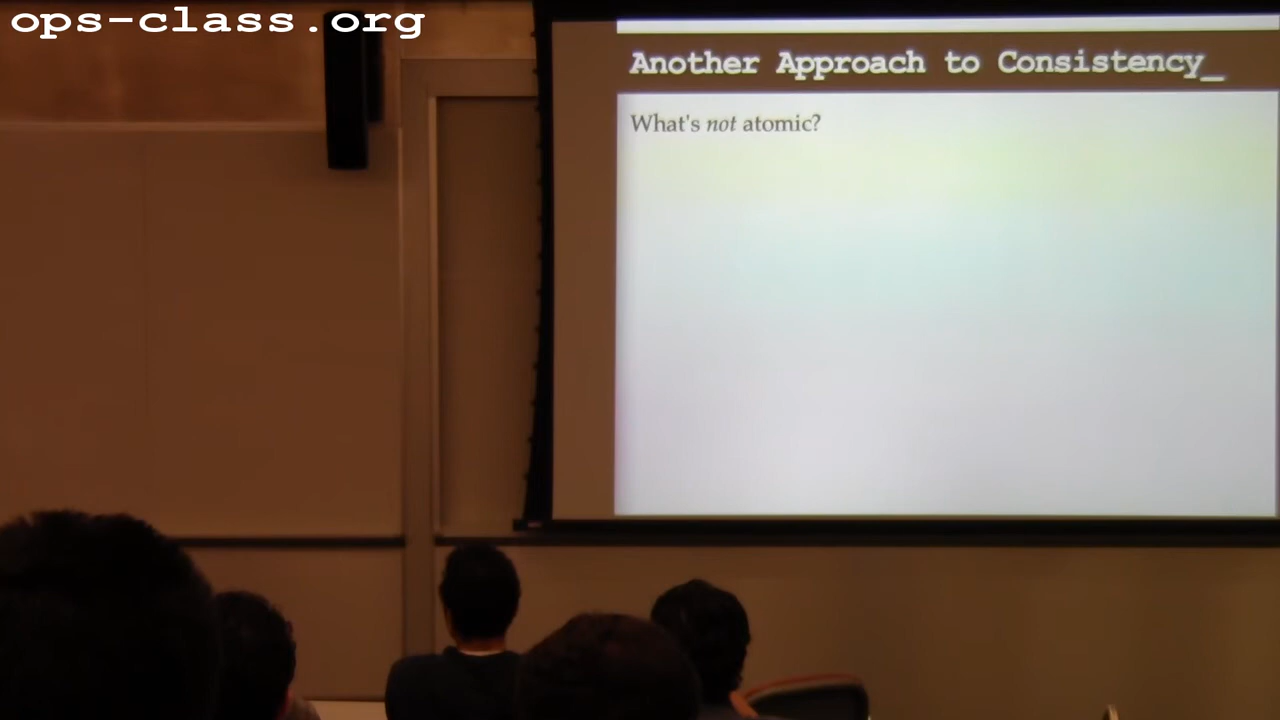 ops-class.org
Another Approach to Consistency_
What's not atomic?